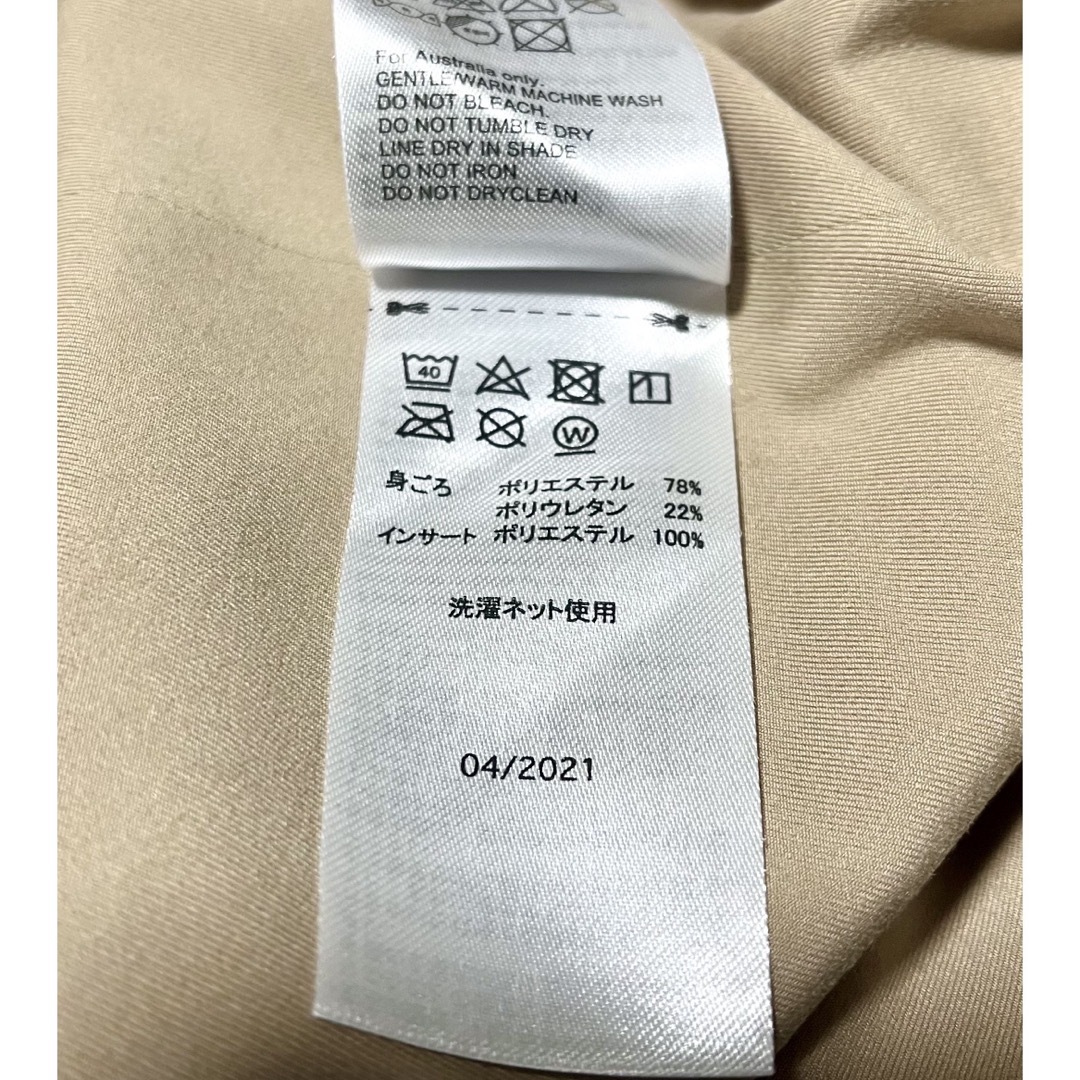 For Australia only.
GENTLE/WARM MACHINE WASH
DO NOT BLEACH
DO NOT TUMBLE DRY
LINE DRY IN SHADE
DO NOT IRON
DO NOT DRYCLEAN
40
W
身ごろ ポリエステル 78%
ポリウレタン 22%
インサート ポリエステル 100%
洗濯ネット使用
04/2021